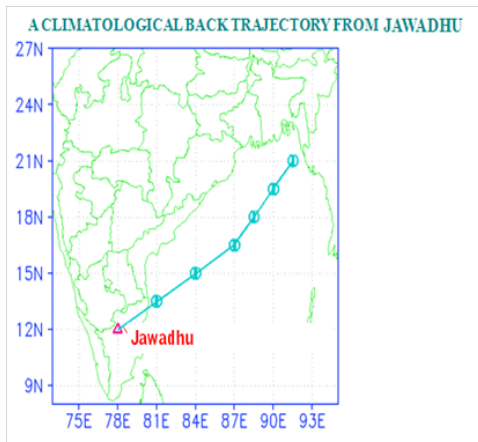 A CLIMATOLOGICAL BACK TRAJECTORY FROM JAWADHU
27N
24N
21N
18N
15N
12N
Jawadhu
9N
75E 78E 81E 84E 87E 90E 93E